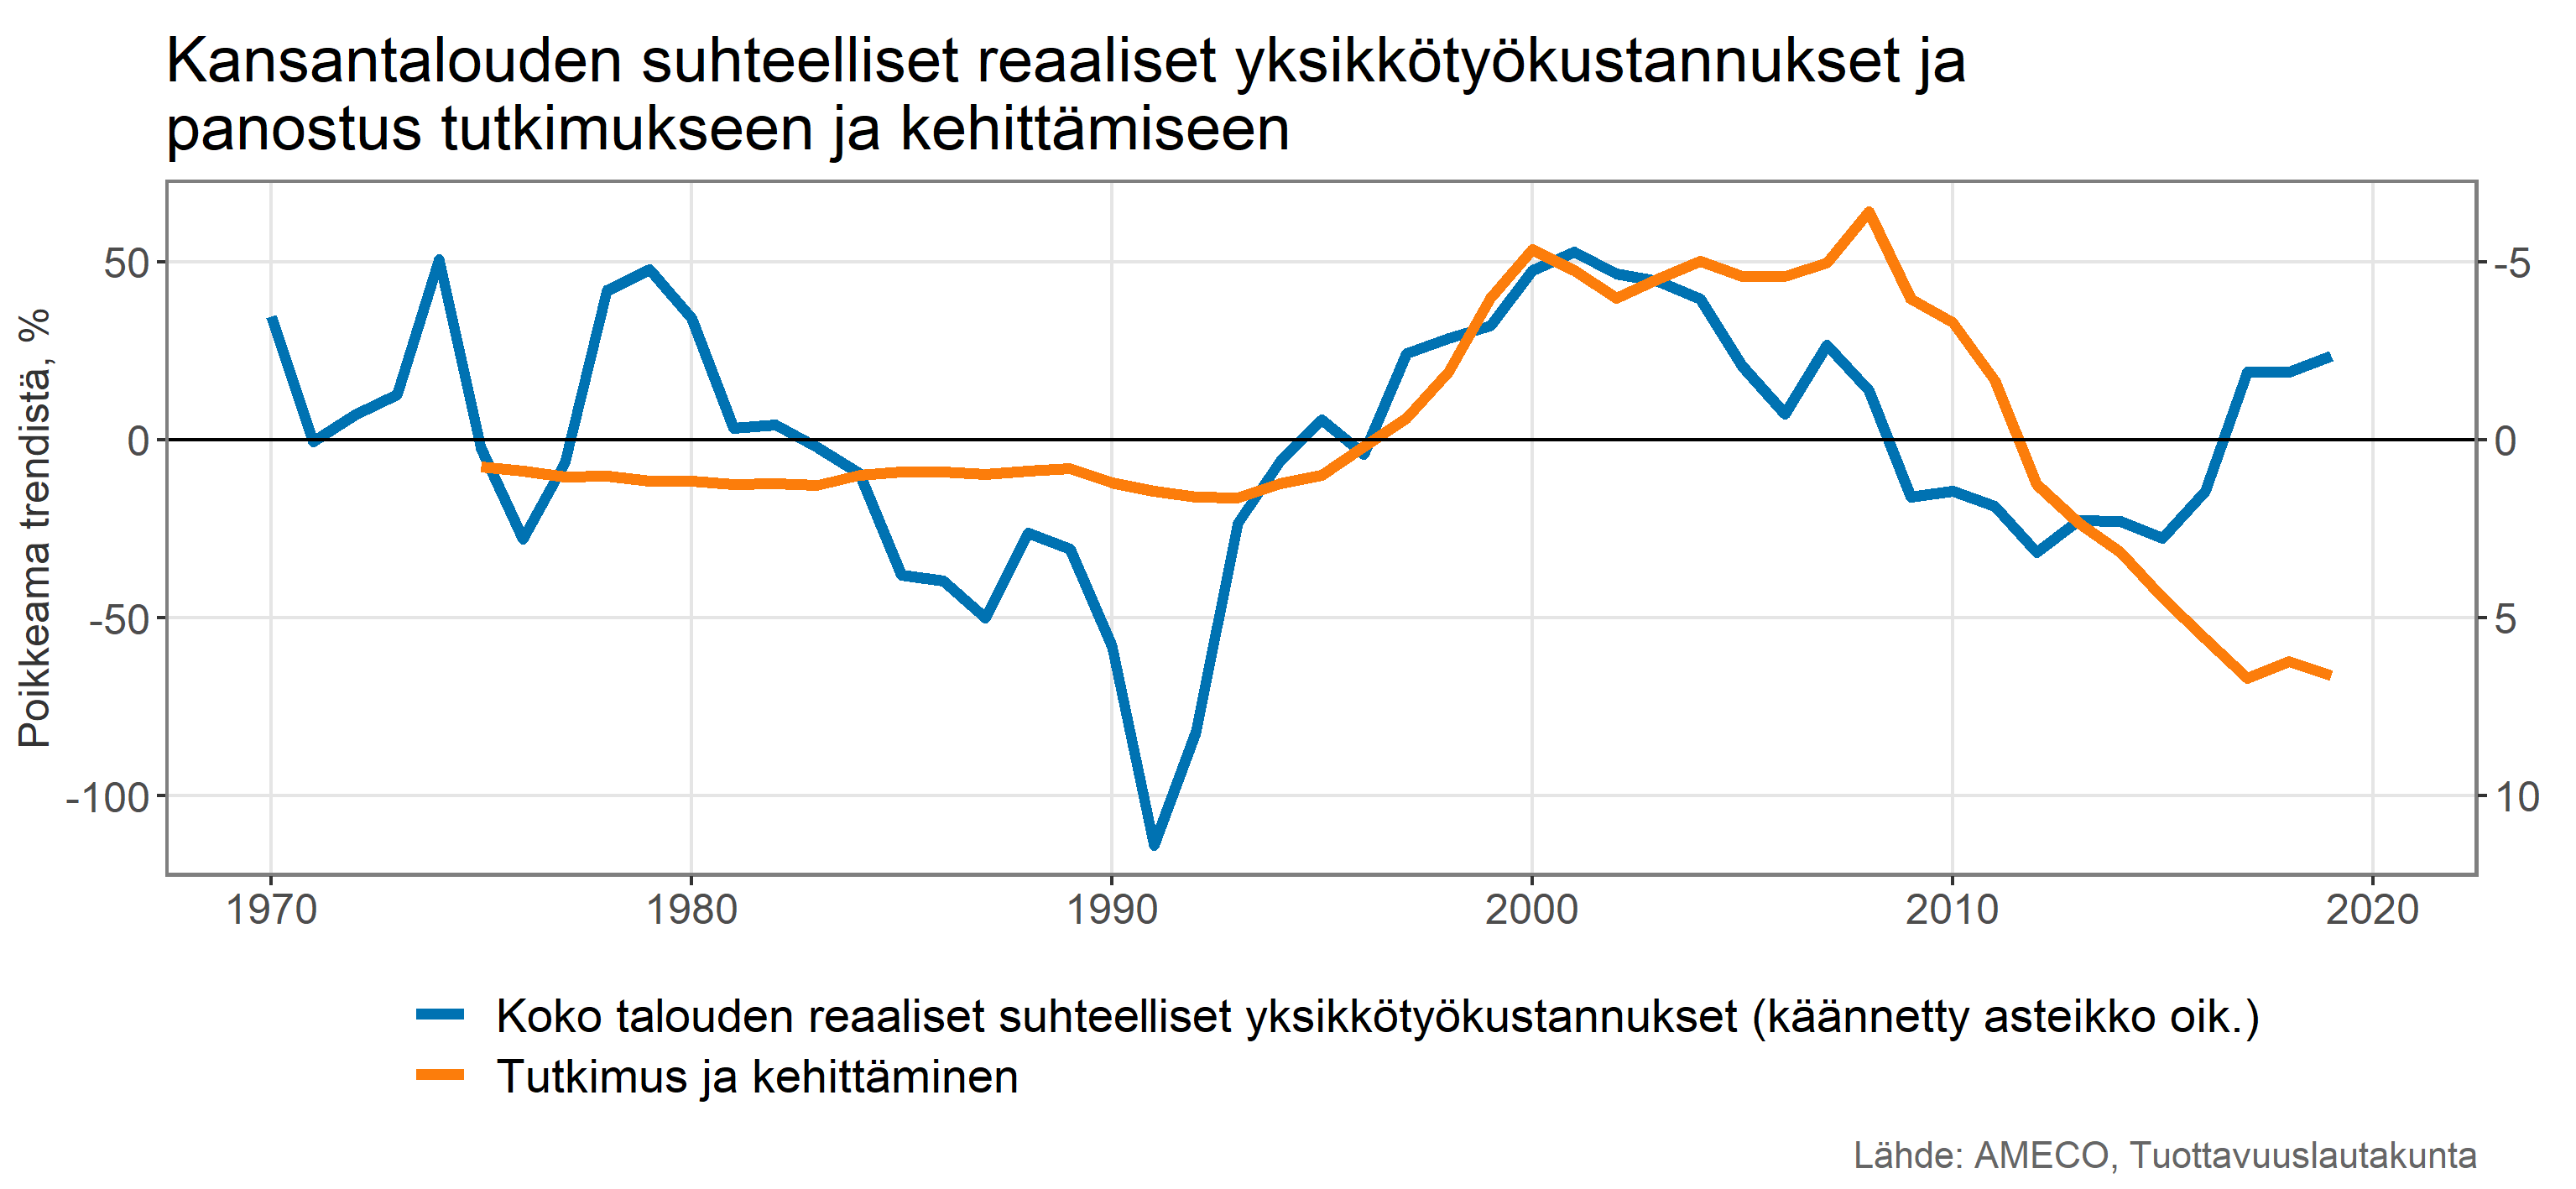 Kansantalouden suhteelliset reaaliset yksikkötyökustannukset ja
panostus tutkimukseen ja kehittämiseen
Poikkeama trendistä, %
50
0
-50
-100
-5
0
5
10
1970
1980
1990
2000
2010
2020
Koko talouden reaaliset suhteelliset yksikkötyökustannukset (käännetty asteikko oik.)
Tutkimus ja kehittäminen
Lähde: AMECO, Tuottavuuslautakunta